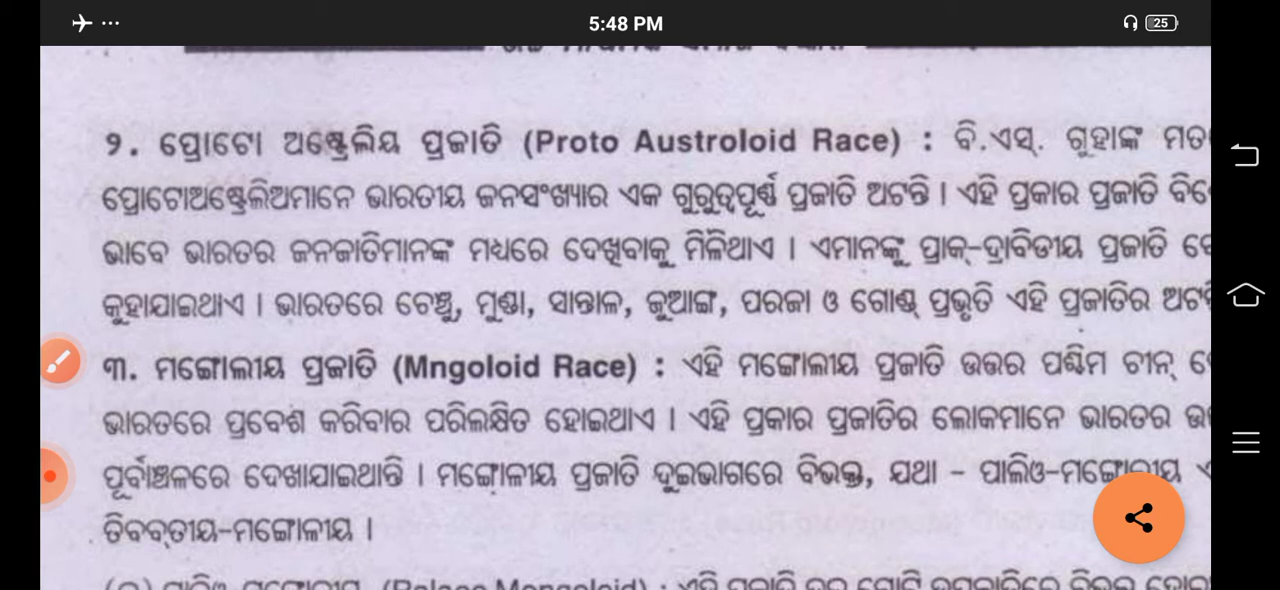 5:48 PM
25
୨. ପ୍ରୋଟୋ ଅଷ୍ଟ୍ରେଲିୟ ପ୍ରଜାତି (Proto Austroloid Race) : ବି.ଏସ୍. ଗୁହାଙ୍କ
ପ୍ରୋଟୋଅଷ୍ଟ୍ରେଲିଅମାନେ ଭାରତୀୟ ଜନସଂଖ୍ୟାର ଏକ ଗୁରୁତ୍ୱପୂର୍ଣ୍ଣ ପ୍ରଜାତି ଅଟନ୍ତି । ଏହି ପ୍ରକାର ପ୍ରଜାତି
ଭାବେ ଭାରତର ଜନଜାତିମାନଙ୍କ ମଧ୍ୟରେ ଦେଖିବାକୁ ମିଳିଥାଏ । ଏମାନଙ୍କୁ ପ୍ରାକ୍-ଦ୍ରାବିଡୀୟ ପ୍ରଜାତି
କୁହାଯାଇଥାଏ । ଭାରତରେ ଚେଞ୍ଚୁ, ମୁଣ୍ଡା, ସାନ୍ତାଳ, ଜୁଆଙ୍ଗ, ପରଜା ଓ ଗୋଣ୍ଡ ପ୍ରଭୃତି ଏହି ପ୍ରଜାତିର
୩. ମଙ୍ଗୋଲୀୟ ପ୍ରଜାତି (Mngoloid Race) : ଏହି ମଙ୍ଗୋଲୀୟ ପ୍ରଜାତି ଉତ୍ତର ପଶ୍ଚିମ ଚୀନ୍
ଭାରତରେ ପ୍ରବେଶ କରିବାର ପରିଲକ୍ଷିତ ହୋଇଥାଏ । ଏହି ପ୍ରକାର ପ୍ରଜାତିର ଲୋକମାନେ ଭାରତର
ପୂର୍ବାଞ୍ଚଳରେ ଦେଖାଯାଇଥାନ୍ତି । ମଙ୍ଗୋଳୀୟ ପ୍ରଜାତି ଦୁଇଭାଗରେ ବିଭକ୍ତ, ଯଥା - ପାଲିଓ-ମଙ୍ଗୋଳୀୟ
ତିବବତୀୟ-ମଙ୍ଗୋଳୀୟ ।